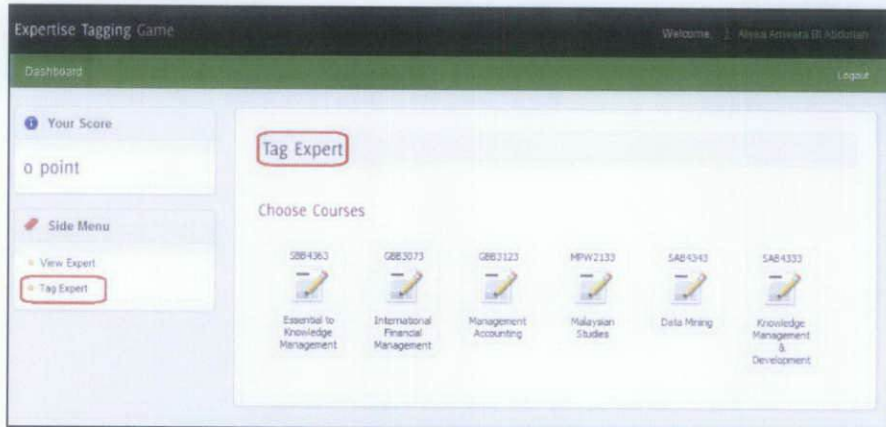 Expertise Tagging Game
Welcome,
Dashboard
Logout
Your Score
0 point
Side Menu
View Expert
Tag Expert
Tag Expert
Choose Courses
SBB4363 GBB3073 GBB3123 MPW2133 SAB4343 SAB4333
Essential to Knowledge Management
International Financial Management
Management Accounting
Malaysian Studies
Data Mining
Knowledge Management & Development